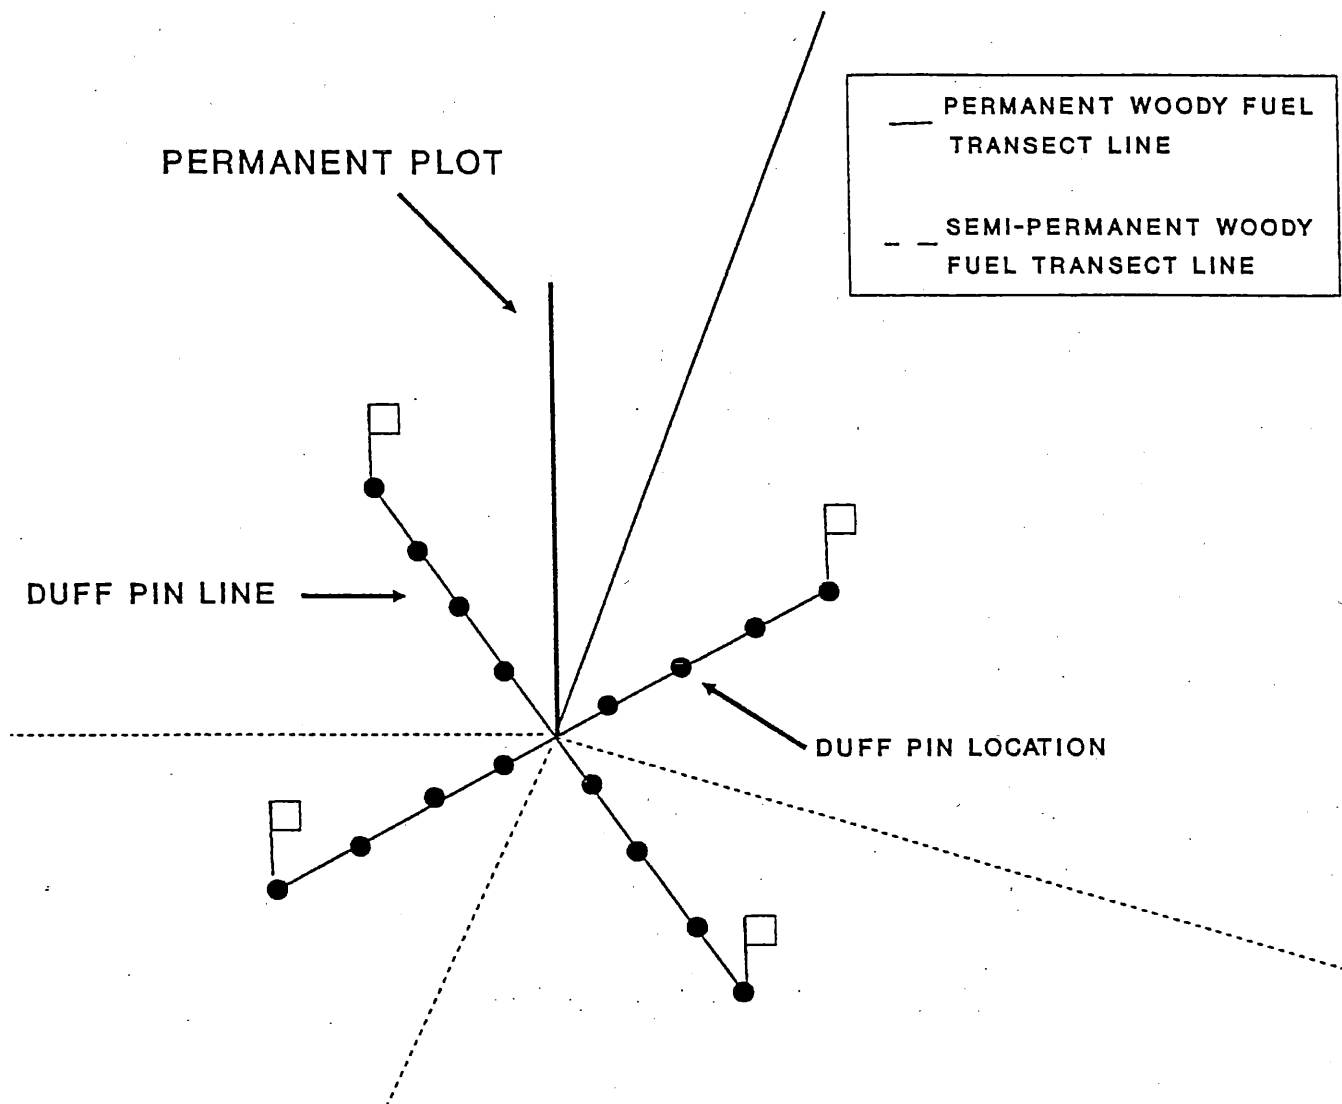 PERMANENT WOODY FUEL
TRANSECT LINE
PERMANENT PLOT
SEMI-PERMANENT WOODY
FUEL TRANSECT LINE
DUFF PIN LINE
DUFF PIN LOCATION